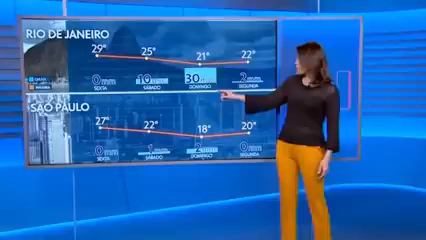 RIO DE JANEIRO
29° 25° 21° 22°
0mm 10mm 30mm 2mm
SEXTA SÁBADO DOMINGO SEGUNDA
SÃO PAULO
27° 22° 18° 20°
0mm 1mm 2mm 0mm
SEXTA SÁBADO DOMINGO SEGUNDA